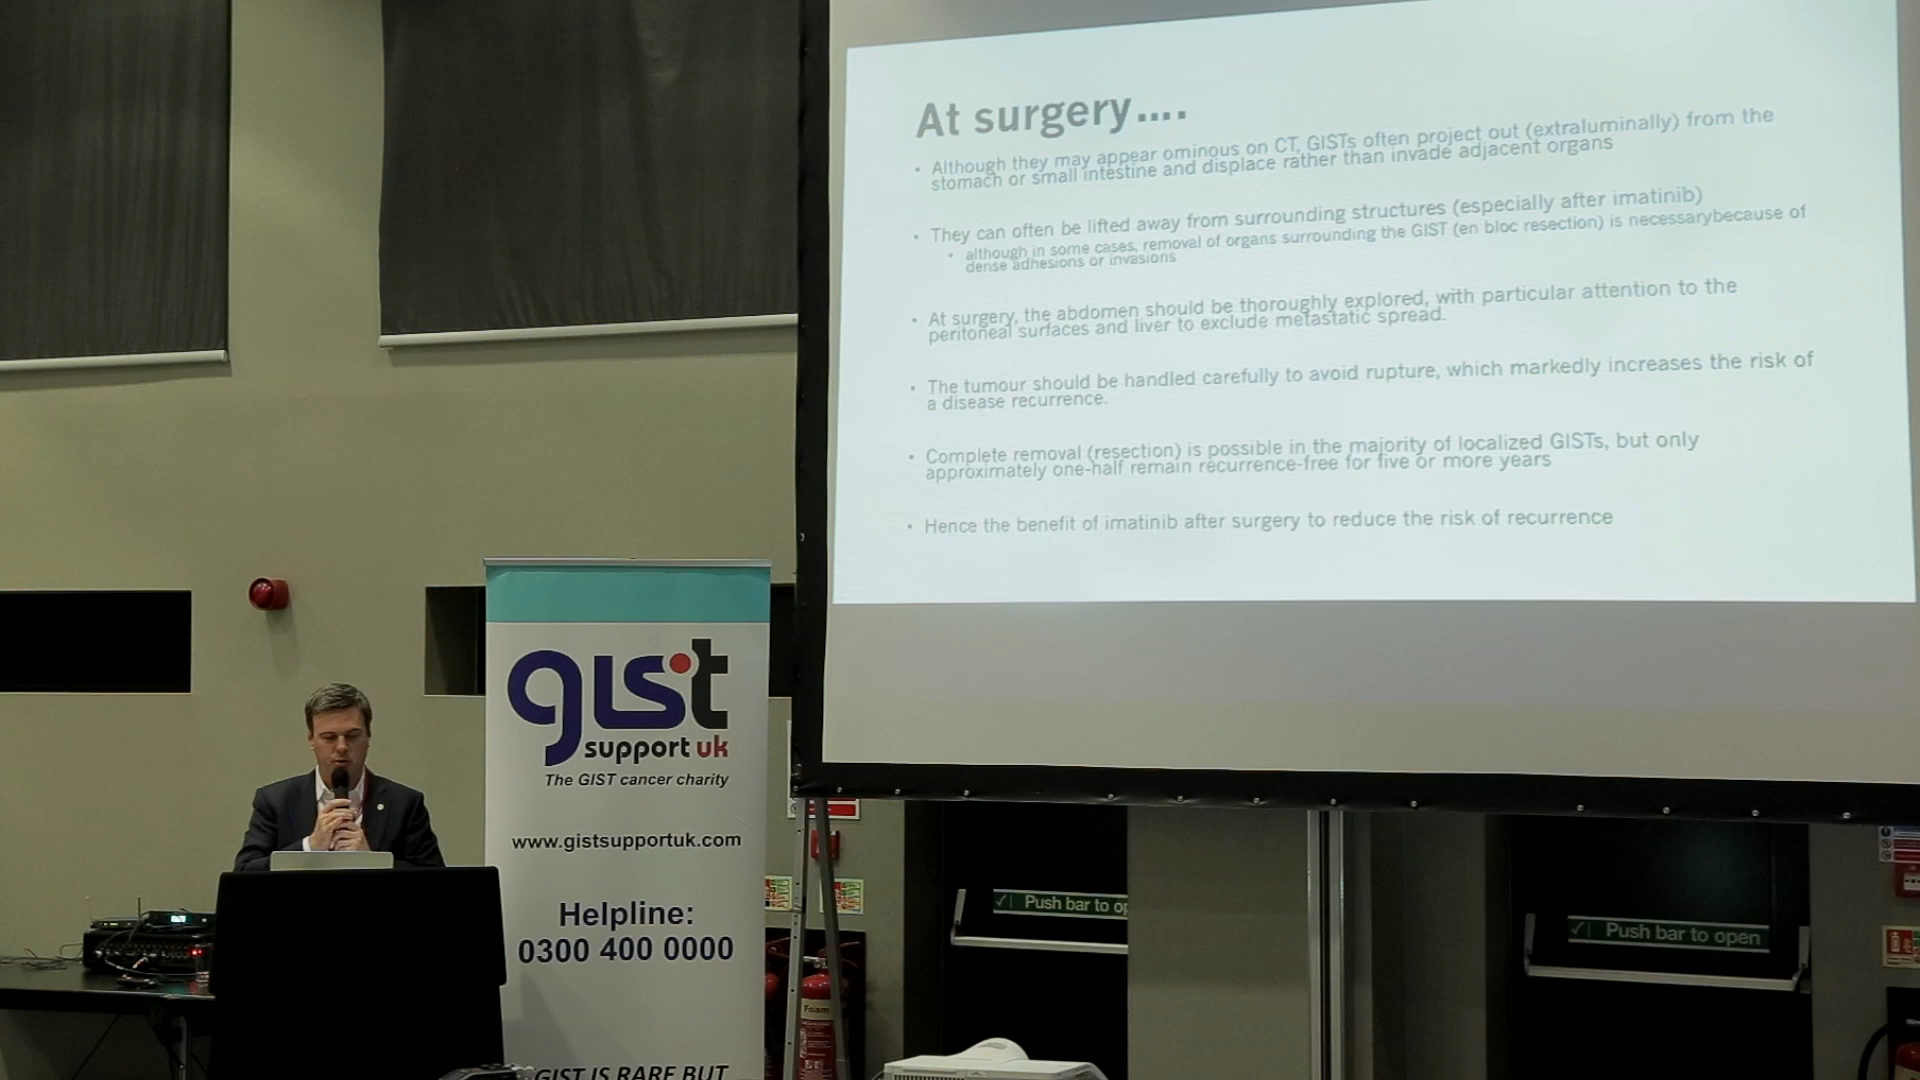 At surgery....
• Although they may appear ominous on CT, GISTs often project out (extraluminally) from the
stomach or small intestine and displace rather than invade adjacent organs
• They can often be lifted away from surrounding structures (especially after imatinib)
• although in some cases, removal of organs surrounding the GIST (en bloc resection) is necessarybecause of
dense adhesions or invasions
• At surgery, the abdomen should be thoroughly explored, with particular attention to the
peritoneal surfaces and liver to exclude metastatic spread.
• The tumour should be handled carefully to avoid rupture, which markedly increases the risk of
a disease recurrence.
• Complete removal (resection) is possible in the majority of localized GISTs, but only
approximately one-half remain recurrence-free for five or more years
• Hence the benefit of imatinib after surgery to reduce the risk of recurrence
gist
support uk
The GIST cancer charity
www.gistsupportuk.com
Helpline:
0300 400 0000
GIST IS RARE BUT
Push bar to op
Push bar to open
Foam